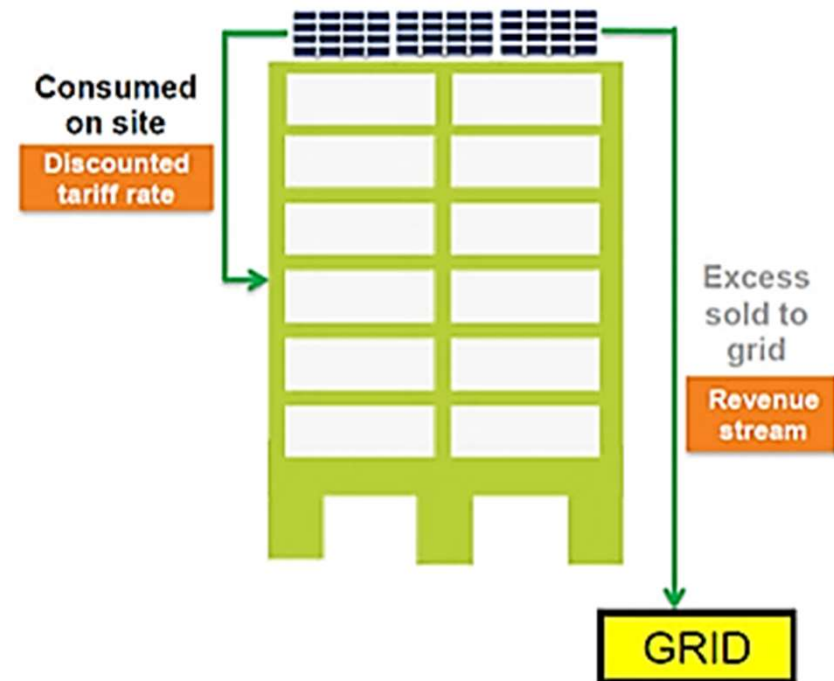 Consumed
on site
Discounted
tariff rate
Excess
sold to
grid
Revenue
stream
GRID